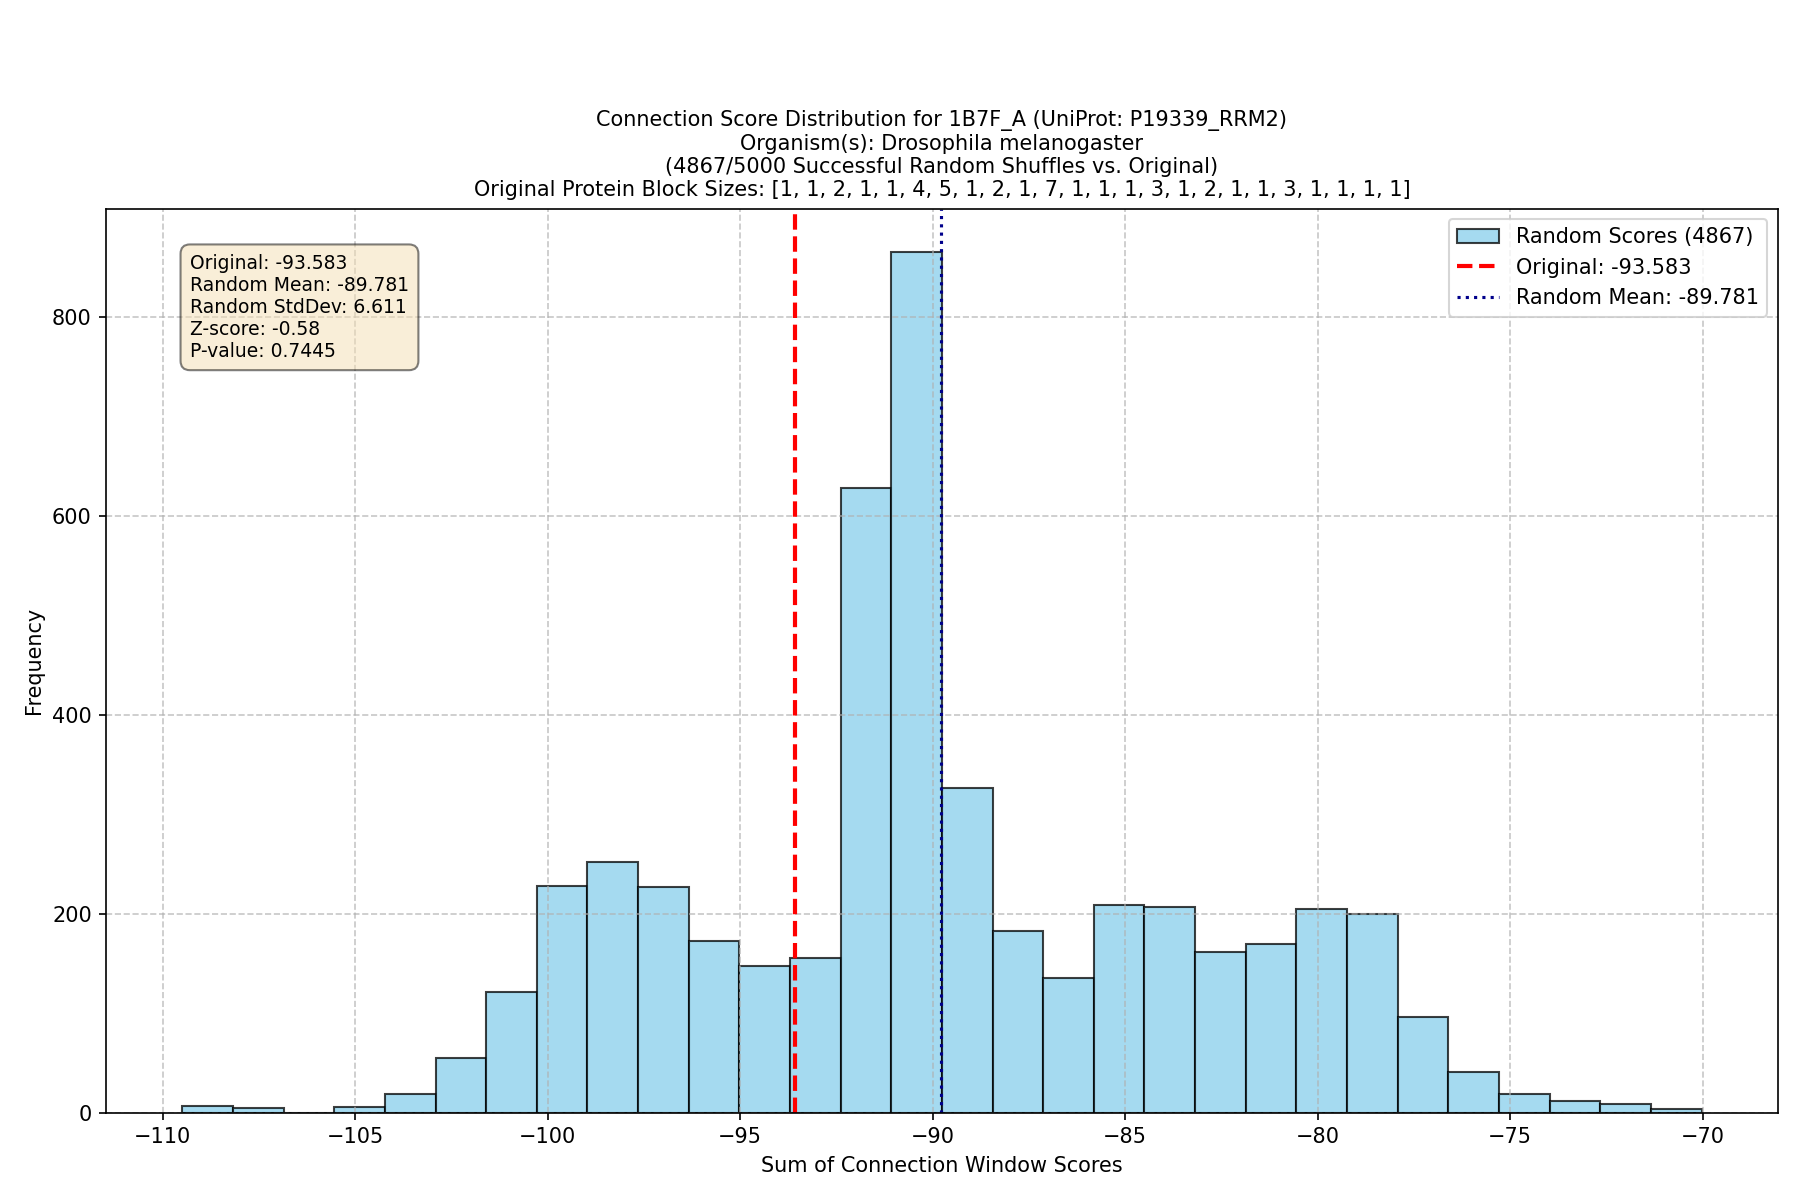 Connection Score Distribution for 1B7F_A (UniProt: P19339_RRM2)
Organism(s): Drosophila melanogaster
(4867/5000 Successful Random Shuffles vs. Original)
Original Protein Block Sizes: [1, 1, 2, 1, 1, 4, 5, 1, 2, 1, 7, 1, 1, 1, 3, 1, 2, 1, 1, 3, 1, 1, 1, 1]
Original: -93.583
Random Mean: -89.781
Random StdDev: 6.611
Z-score: -0.58
P-value: 0.7445
Random Scores (4867)
Original: -93.583
Random Mean: -89.781
Frequency
800
600
400
200
0
−110 −105 −100 −95 −90 −85 −80 −75 −70
Sum of Connection Window Scores